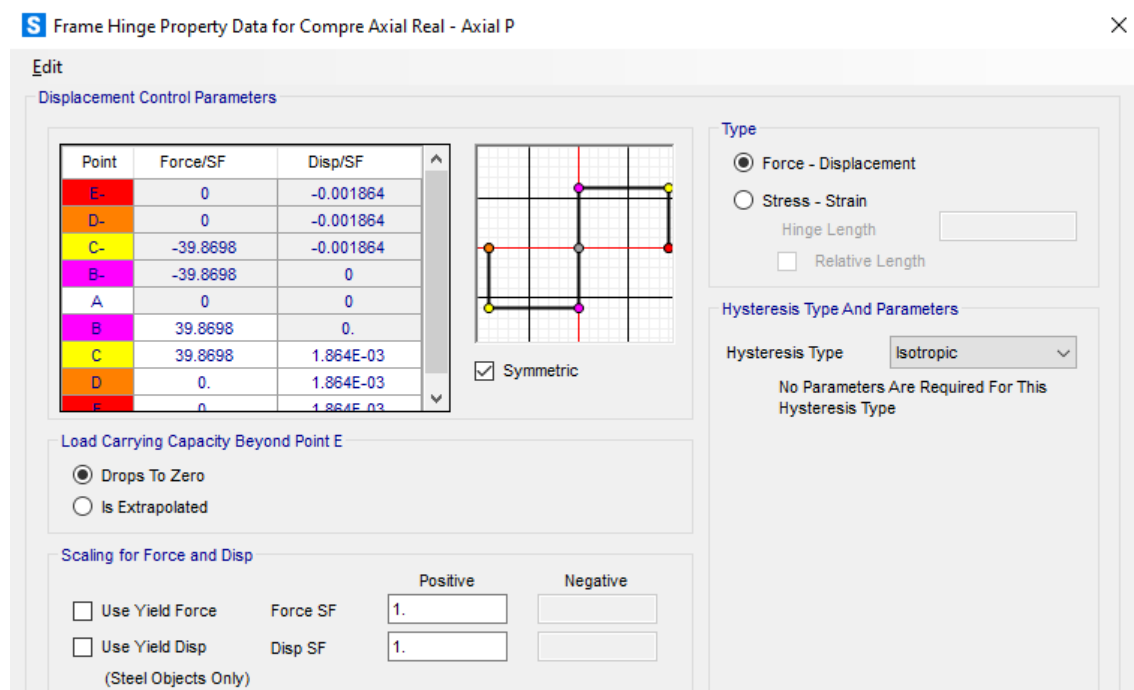 S Frame Hinge Property Data for Compre Axial Real - Axial P
Edit
Displacement Control Parameters
Point Force/SF Disp/SF
E- 0 -0.001864
D- 0 -0.001864
C- -39.8698 -0.001864
B- -39.8698 0
A 0 0
B 39.8698 0.
C 39.8698 1.864E-03
D 0. 1.864E-03
E 0. 1.864E-03
Symmetric
Load Carrying Capacity Beyond Point E
Drops To Zero
Is Extrapolated
Scaling for Force and Disp
Positive Negative
Use Yield Force Force SF 1.
Use Yield Disp Disp SF 1.
(Steel Objects Only)
Type
Force - Displacement
Stress - Strain
Hinge Length
Relative Length
Hysteresis Type And Parameters
Hysteresis Type Isotropic
No Parameters Are Required For This
Hysteresis Type